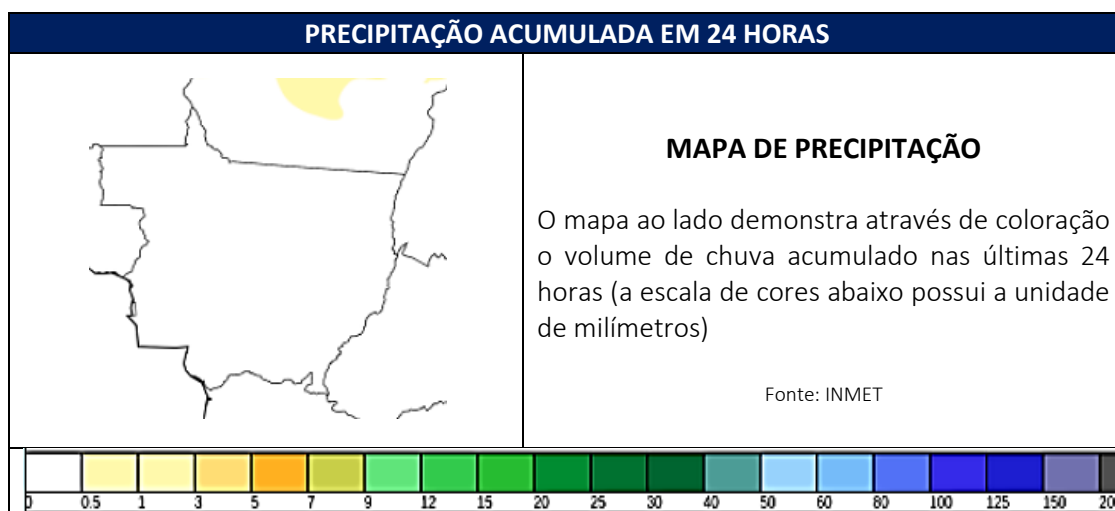 PRECIPITAÇÃO ACUMULADA EM 24 HORAS
MAPA DE PRECIPITAÇÃO
O mapa ao lado demonstra através de coloração
o volume de chuva acumulado nas últimas 24
horas (a escala de cores abaixo possui a unidade
de milímetros)
Fonte: INMET
0 0.5 1 3 5 7 9 12 15 20 25 30 40 50 60 80 100 125 150